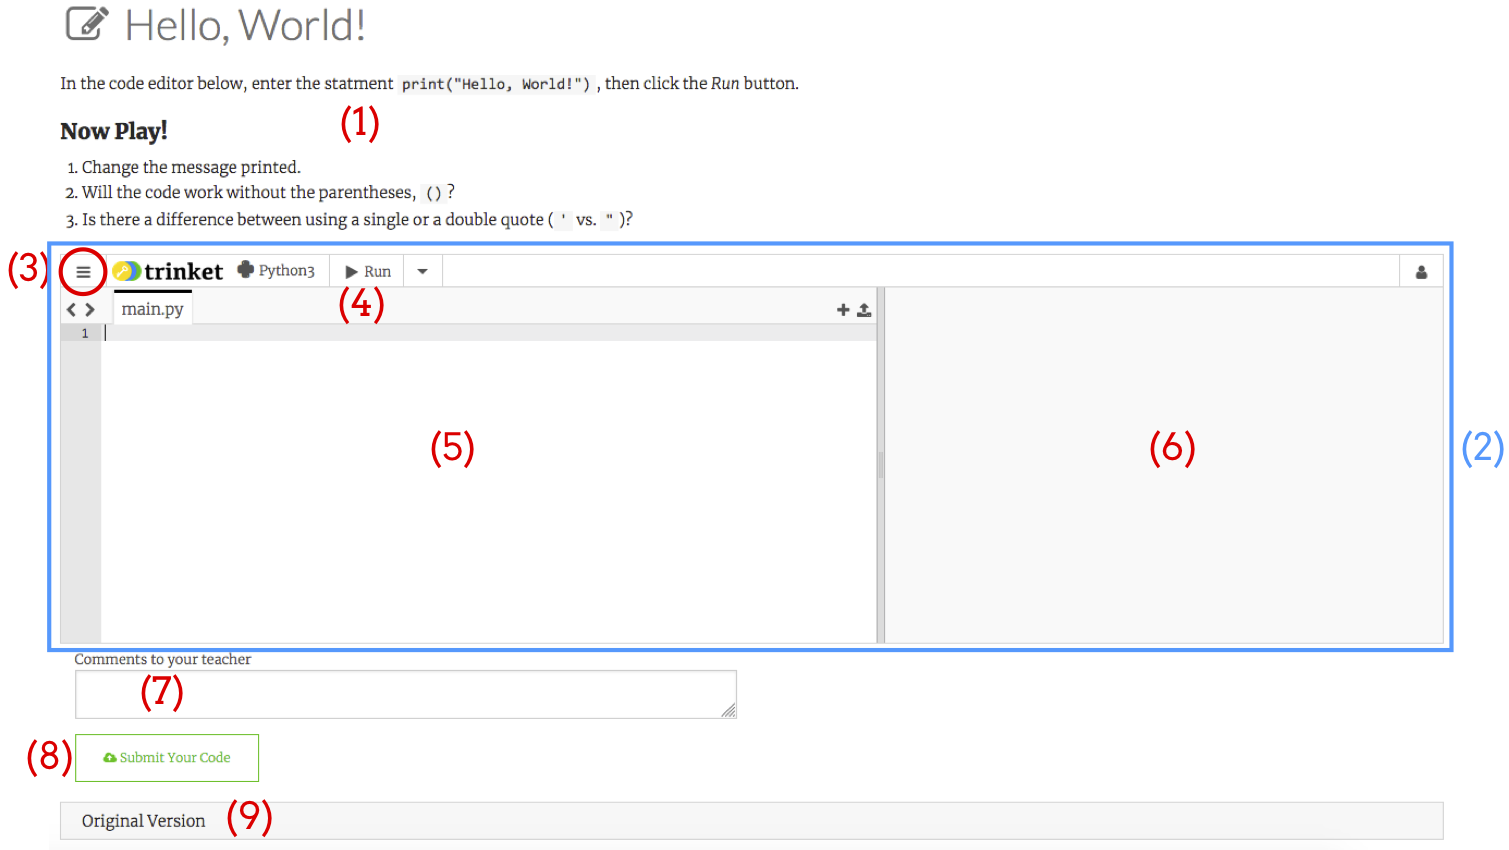 Hello, World!
In the code editor below, enter the statment print("Hello, World!") , then click the Run button.
(1)
Now Play!
1. Change the message printed.
2. Will the code work without the parentheses, () ?
3. Is there a difference between using a single or a double quote ( ' vs. " )?
(3) trinket Python3 Run
(4)
main.py
1
(5) (6) (2)
Comments to your teacher
(7)
(8) Submit Your Code
Original Version (9)